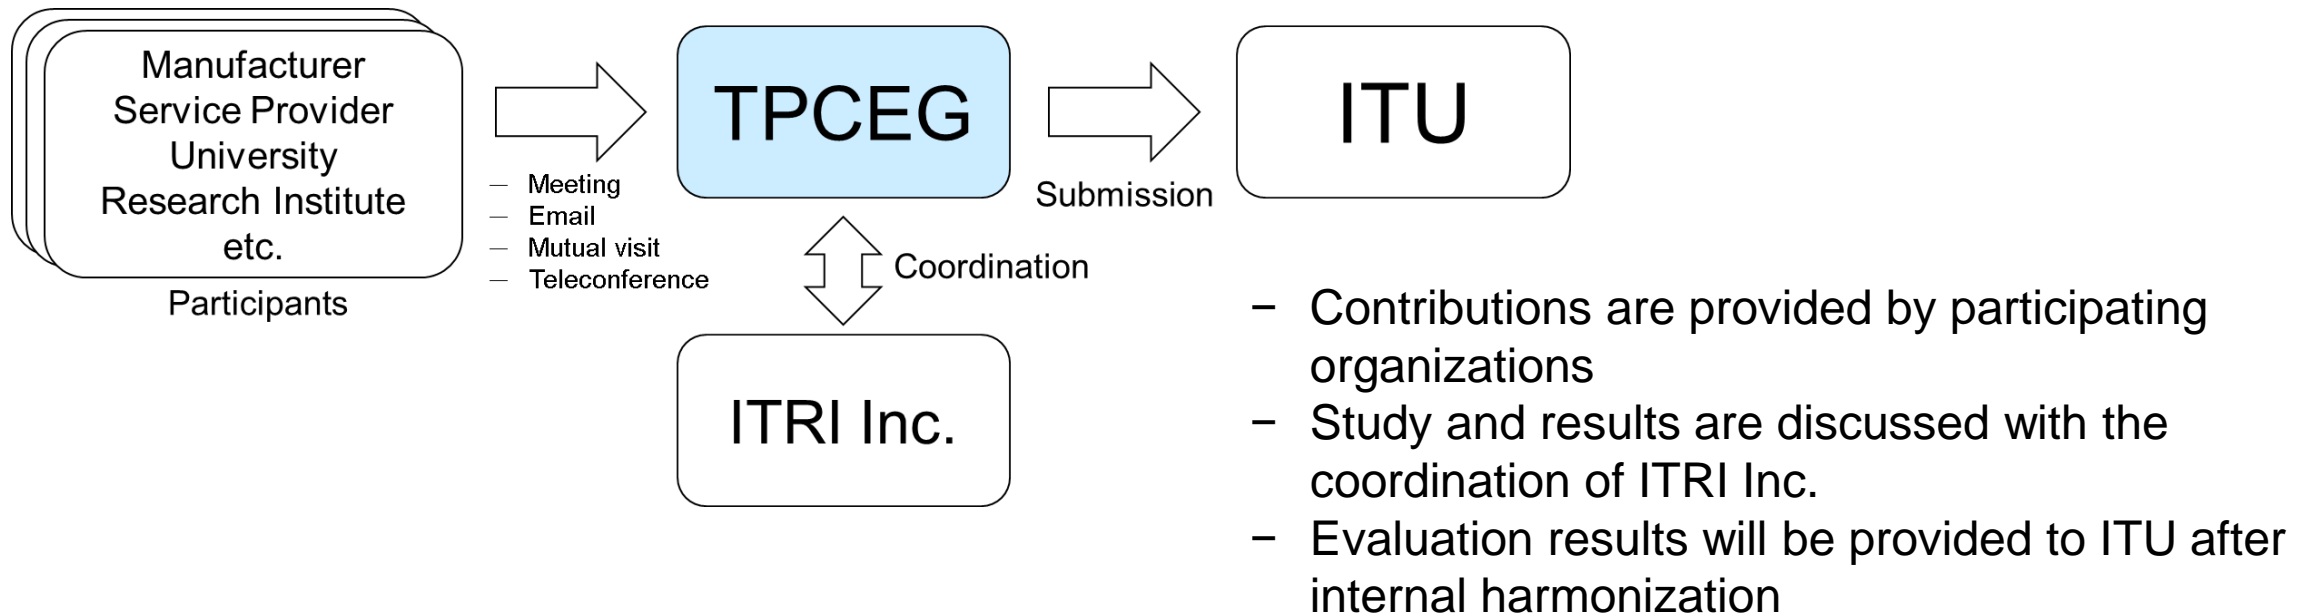 Manufacturer
Service Provider
University
Research Institute
etc.
Participants
– Meeting
– Email
– Mutual visit
– Teleconference
TPCEG
Submission
ITU
Coordination
ITRI Inc.
− Contributions are provided by participating
organizations
− Study and results are discussed with the
coordination of ITRI Inc.
− Evaluation results will be provided to ITU after
internal harmonization